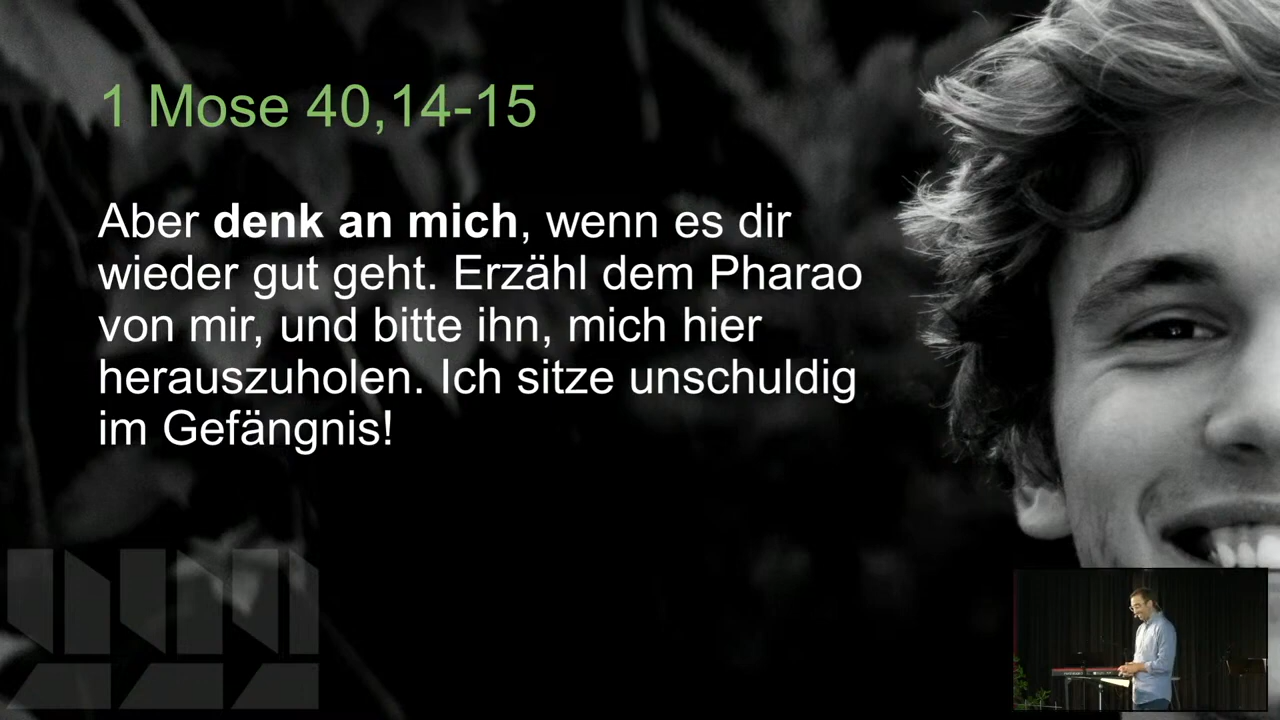 1 Mose 40,14-15
Aber denk an mich, wenn es dir
wieder gut geht. Erzähl dem Pharao
von mir, und bitte ihn, mich hier
herauszuholen. Ich sitze unschuldig
im Gefängnis!